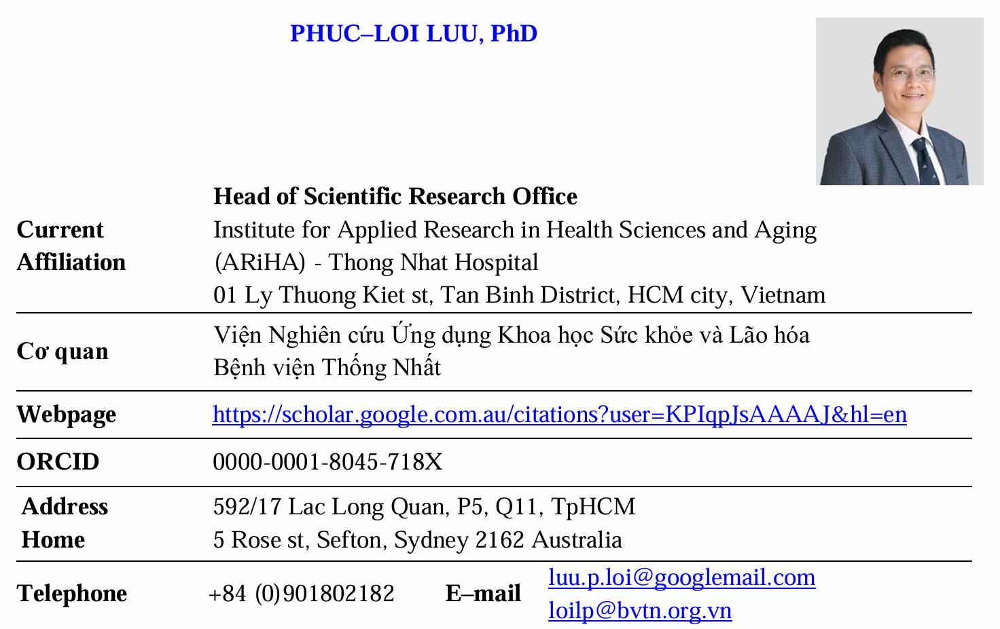 PHUC–LOI LUU, PhD
Head of Scientific Research Office
Current
Affiliation
Institute for Applied Research in Health Sciences and Aging
(ARiHA) - Thong Nhat Hospital
01 Ly Thuong Kiet st, Tan Binh District, HCM city, Vietnam
Cơ quan
Viện Nghiên cứu Ứng dụng Khoa học Sức khỏe và Lão hóa
Bệnh viện Thống Nhất
Webpage https://scholar.google.com.au/citations?user=KPIqpJsAAAAJ&hl=en
ORCID 0000-0001-8045-718X
Address 592/17 Lac Long Quan, P5, Q11, TpHCM
Home 5 Rose st, Sefton, Sydney 2162 Australia
Telephone +84 (0)901802182 E–mail
luu.p.loi@googlemail.com
loilp@bvtn.org.vn